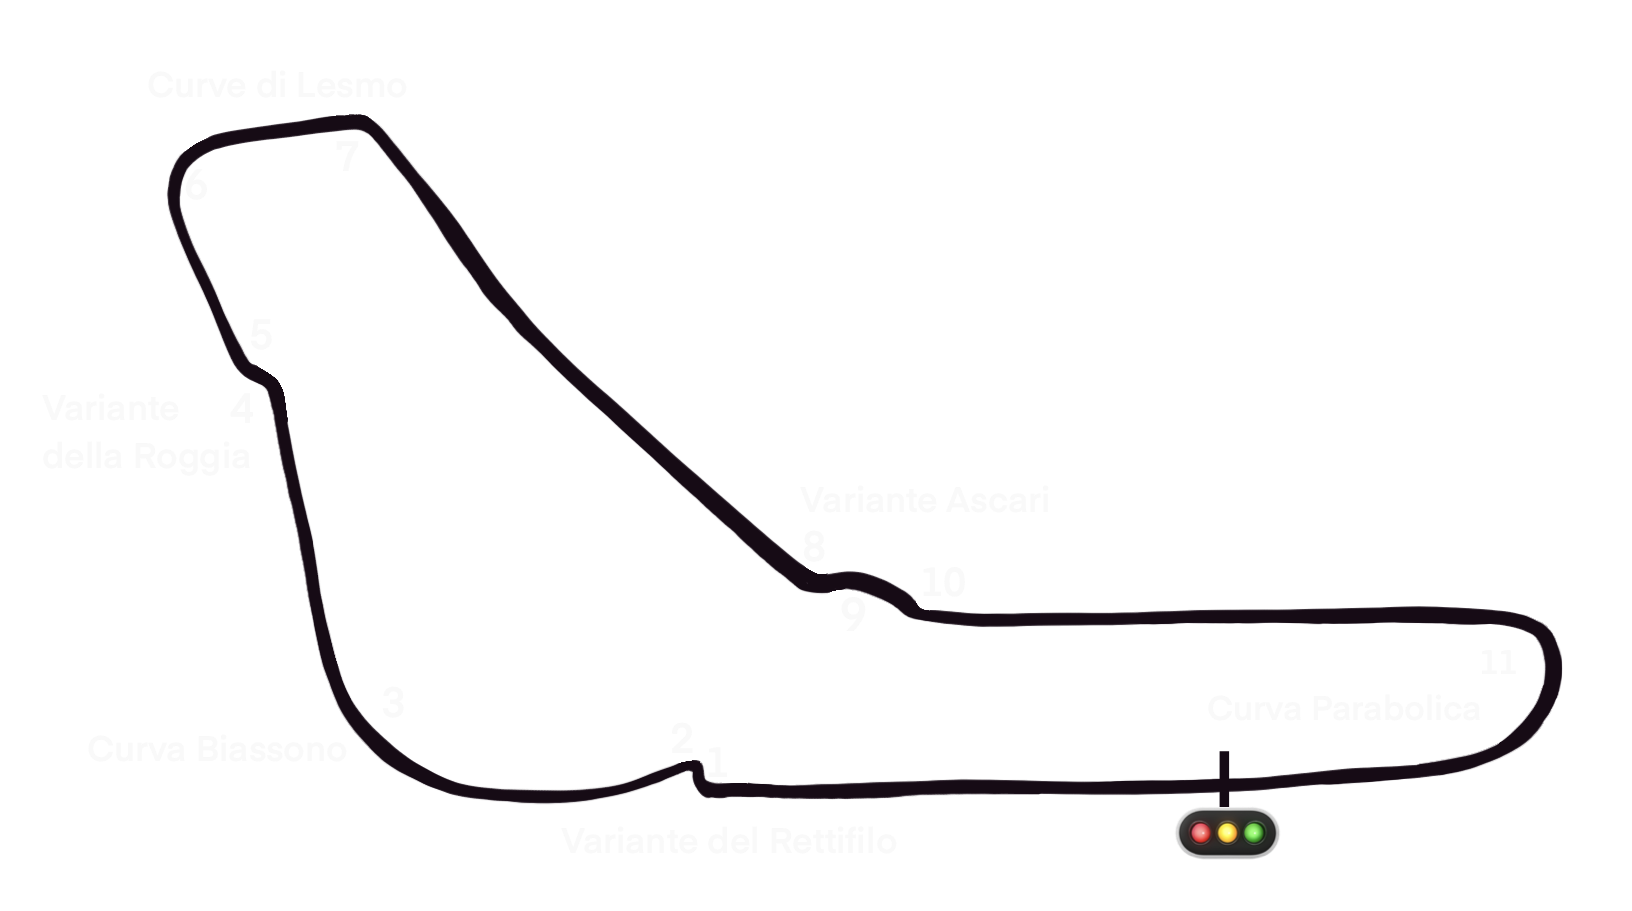 Curve di Lesmo
7
6
5
Variante
4
della Roggia
Variante Ascari
8
10
9
11
3
Curva Parabolica
2
1
Curva Biassono
Variante del Rettifilo